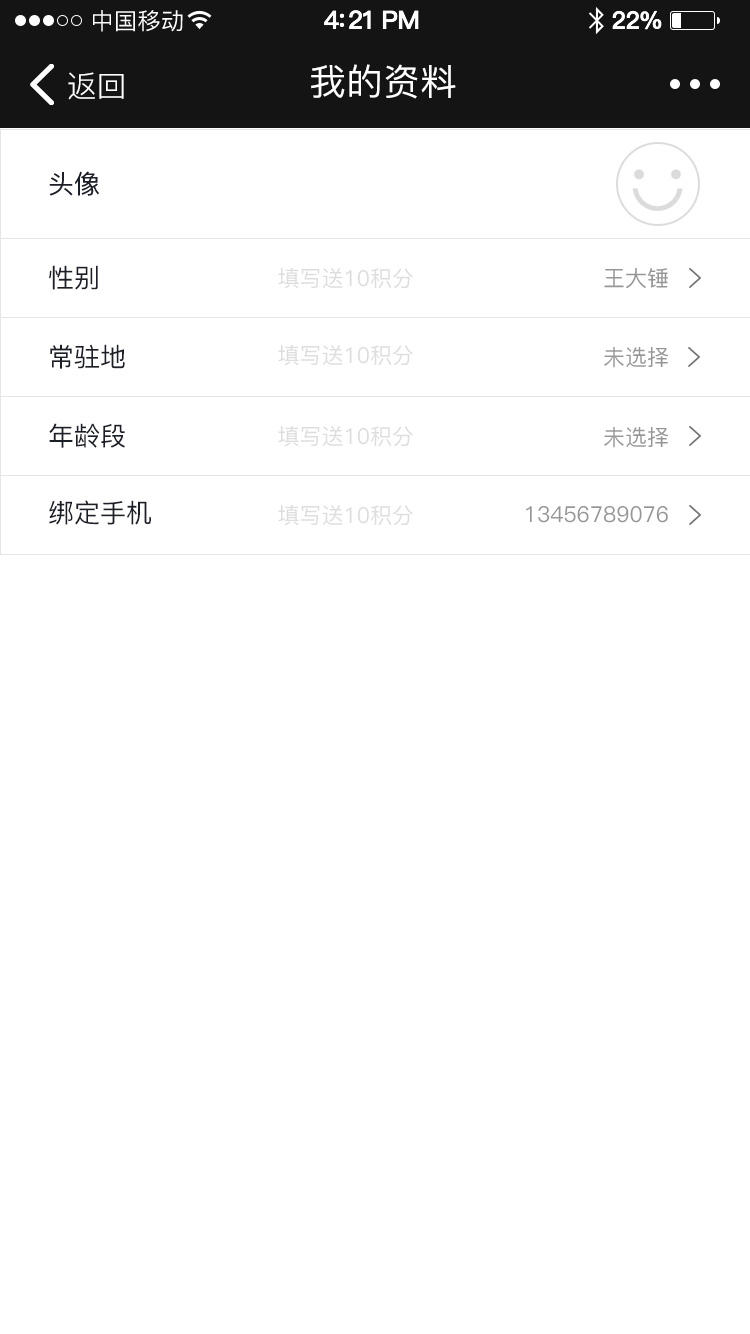 中国移动 4:21 PM 22%
返回 我的资料
头像
性别 填写送10积分 王大锤
常驻地 填写送10积分 未选择
年龄段 填写送10积分 未选择
绑定手机 填写送10积分 13456789076